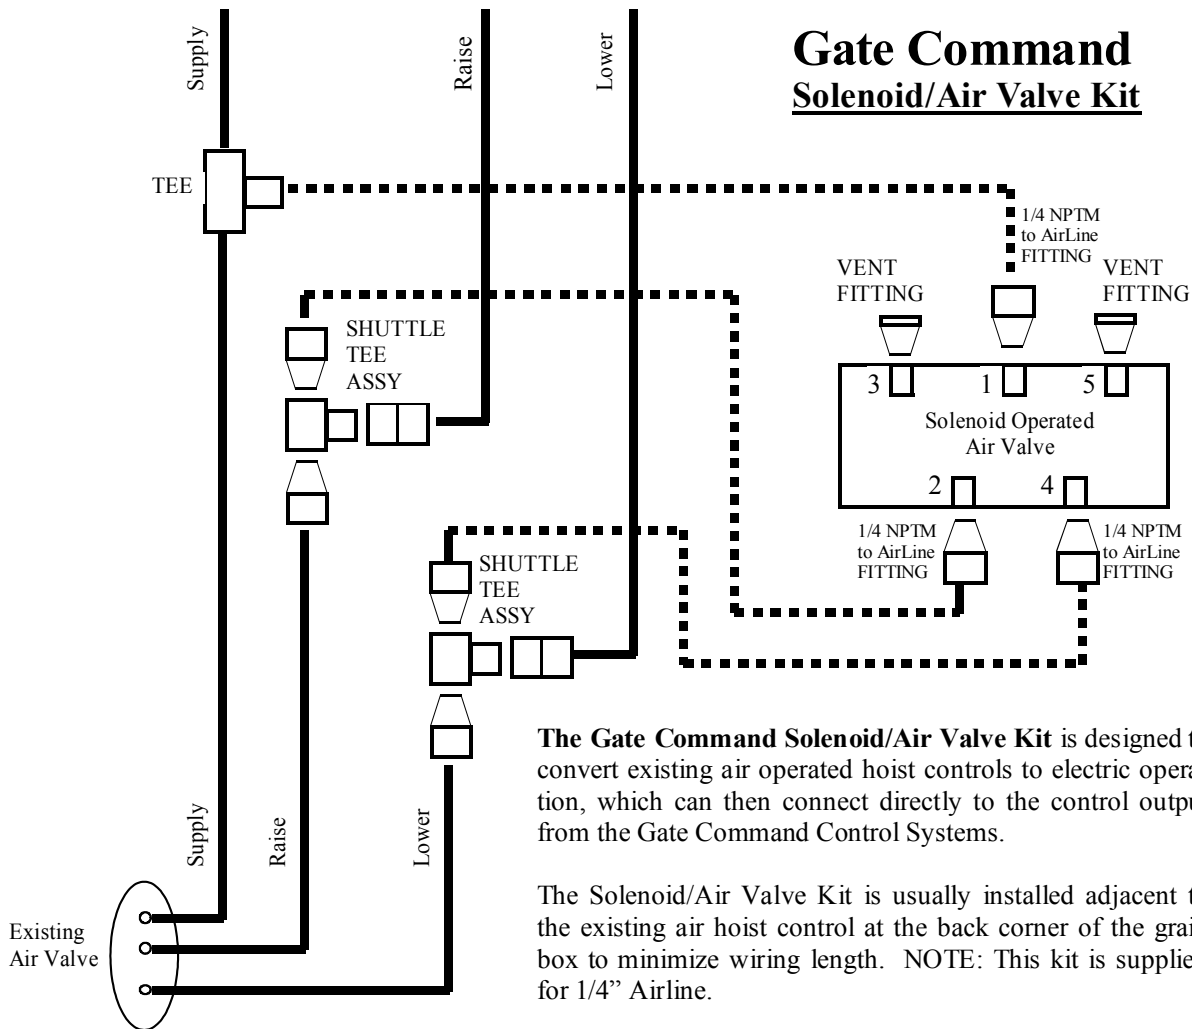 Gate Command
Solenoid/Air Valve Kit
Supply
Raise
Lower
TEE
1/4 NPTM
to AirLine
FITTING
VENT
FITTING
VENT
FITTING
SHUTTLE
TEE
ASSY
3
1
5
Solenoid Operated
Air Valve
2
4
1/4 NPTM
to AirLine
FITTING
1/4 NPTM
to AirLine
FITTING
SHUTTLE
TEE
ASSY
Supply
Raise
Lower
Existing
Air Valve
The Gate Command Solenoid/Air Valve Kit is designed t
convert existing air operated hoist controls to electric opera
tion, which can then connect directly to the control outpu
from the Gate Command Control Systems.
The Solenoid/Air Valve Kit is usually installed adjacent t
the existing air hoist control at the back corner of the grai
box to minimize wiring length. NOTE: This kit is supplie
for 1/4” Airline.